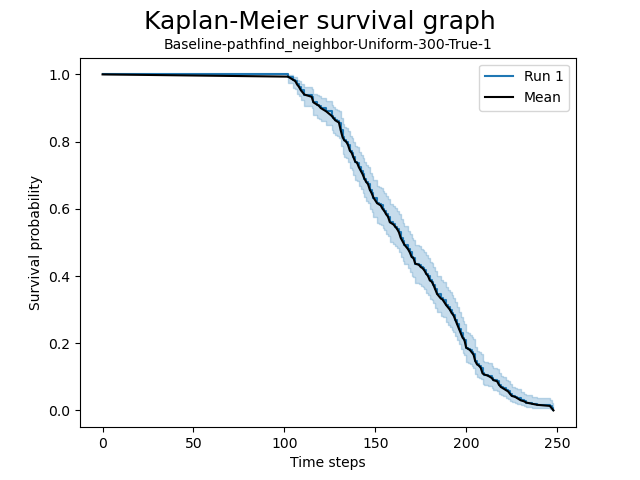 Kaplan-Meier survival graph
Baseline-pathfind_neighbor-Uniform-300-True-1
Run 1
Mean
Survival probability
1.0
0.8
0.6
0.4
0.2
0.0
0 50 100 150 200 250
Time steps